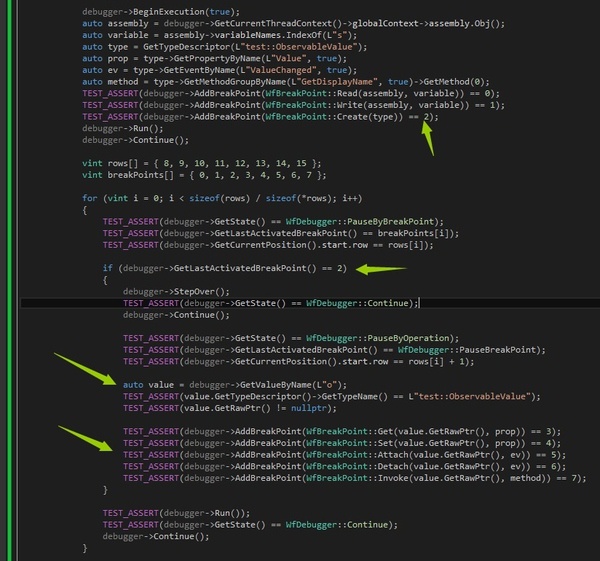 debugger->BeginExecution(true);
auto assembly = debugger->GetCurrentThreadContext()->globalContext->assembly.Obj();
auto variable = assembly->variableNames.IndexOf(L"s");
auto type = GetTypeDescriptor(L"test::ObservableValue");
auto prop = type->GetPropertyByName(L"Value", true);
auto ev = type->GetEventByName(L"ValueChanged", true);
auto method = type->GetMethodGroupByName(L"GetDisplayName", true)->GetMethod(0);
TEST_ASSERT(debugger->AddBreakPoint(WfBreakPoint::Read(assembly, variable)) == 0);
TEST_ASSERT(debugger->AddBreakPoint(WfBreakPoint::Write(assembly, variable)) == 1);
TEST_ASSERT(debugger->AddBreakPoint(WfBreakPoint::Create(type)) == 2);
debugger->Run();
debugger->Continue();

vint rows[] = { 8, 9, 10, 11, 12, 13, 14, 15 };
vint breakPoints[] = { 0, 1, 2, 3, 4, 5, 6, 7 };

for (vint i = 0; i < sizeof(rows) / sizeof(*rows); i++)
{
    TEST_ASSERT(debugger->GetState() == WfDebugger::PauseByBreakPoint);
    TEST_ASSERT(debugger->GetLastActivatedBreakPoint() == breakPoints[i]);
    TEST_ASSERT(debugger->GetCurrentPosition().start.row == rows[i]);

    if (debugger->GetLastActivatedBreakPoint() == 2)
    {
        debugger->StepOver();
        TEST_ASSERT(debugger->GetState() == WfDebugger::Continue);
        debugger->Continue();

        TEST_ASSERT(debugger->GetState() == WfDebugger::PauseByOperation);
        TEST_ASSERT(debugger->GetLastActivatedBreakPoint() == WfDebugger::PauseBreakPoint);
        TEST_ASSERT(debugger->GetCurrentPosition().start.row == rows[i] + 1);

        auto value = debugger->GetValueByName(L"o");
        TEST_ASSERT(value.GetTypeDescriptor()->GetTypeName() == L"test::ObservableValue");
        TEST_ASSERT(value.GetRawPtr() != nullptr);

        TEST_ASSERT(debugger->AddBreakPoint(WfBreakPoint::Get(value.GetRawPtr(), prop)) == 3);
        TEST_ASSERT(debugger->AddBreakPoint(WfBreakPoint::Set(value.GetRawPtr(), prop)) == 4);
        TEST_ASSERT(debugger->AddBreakPoint(WfBreakPoint::Attach(value.GetRawPtr(), ev)) == 5);
        TEST_ASSERT(debugger->AddBreakPoint(WfBreakPoint::Detach(value.GetRawPtr(), ev)) == 6);
        TEST_ASSERT(debugger->AddBreakPoint(WfBreakPoint::Invoke(value.GetRawPtr(), method)) == 7);
    }

    TEST_ASSERT(debugger->Run());
    TEST_ASSERT(debugger->GetState() == WfDebugger::Continue);
    debugger->Continue();
}